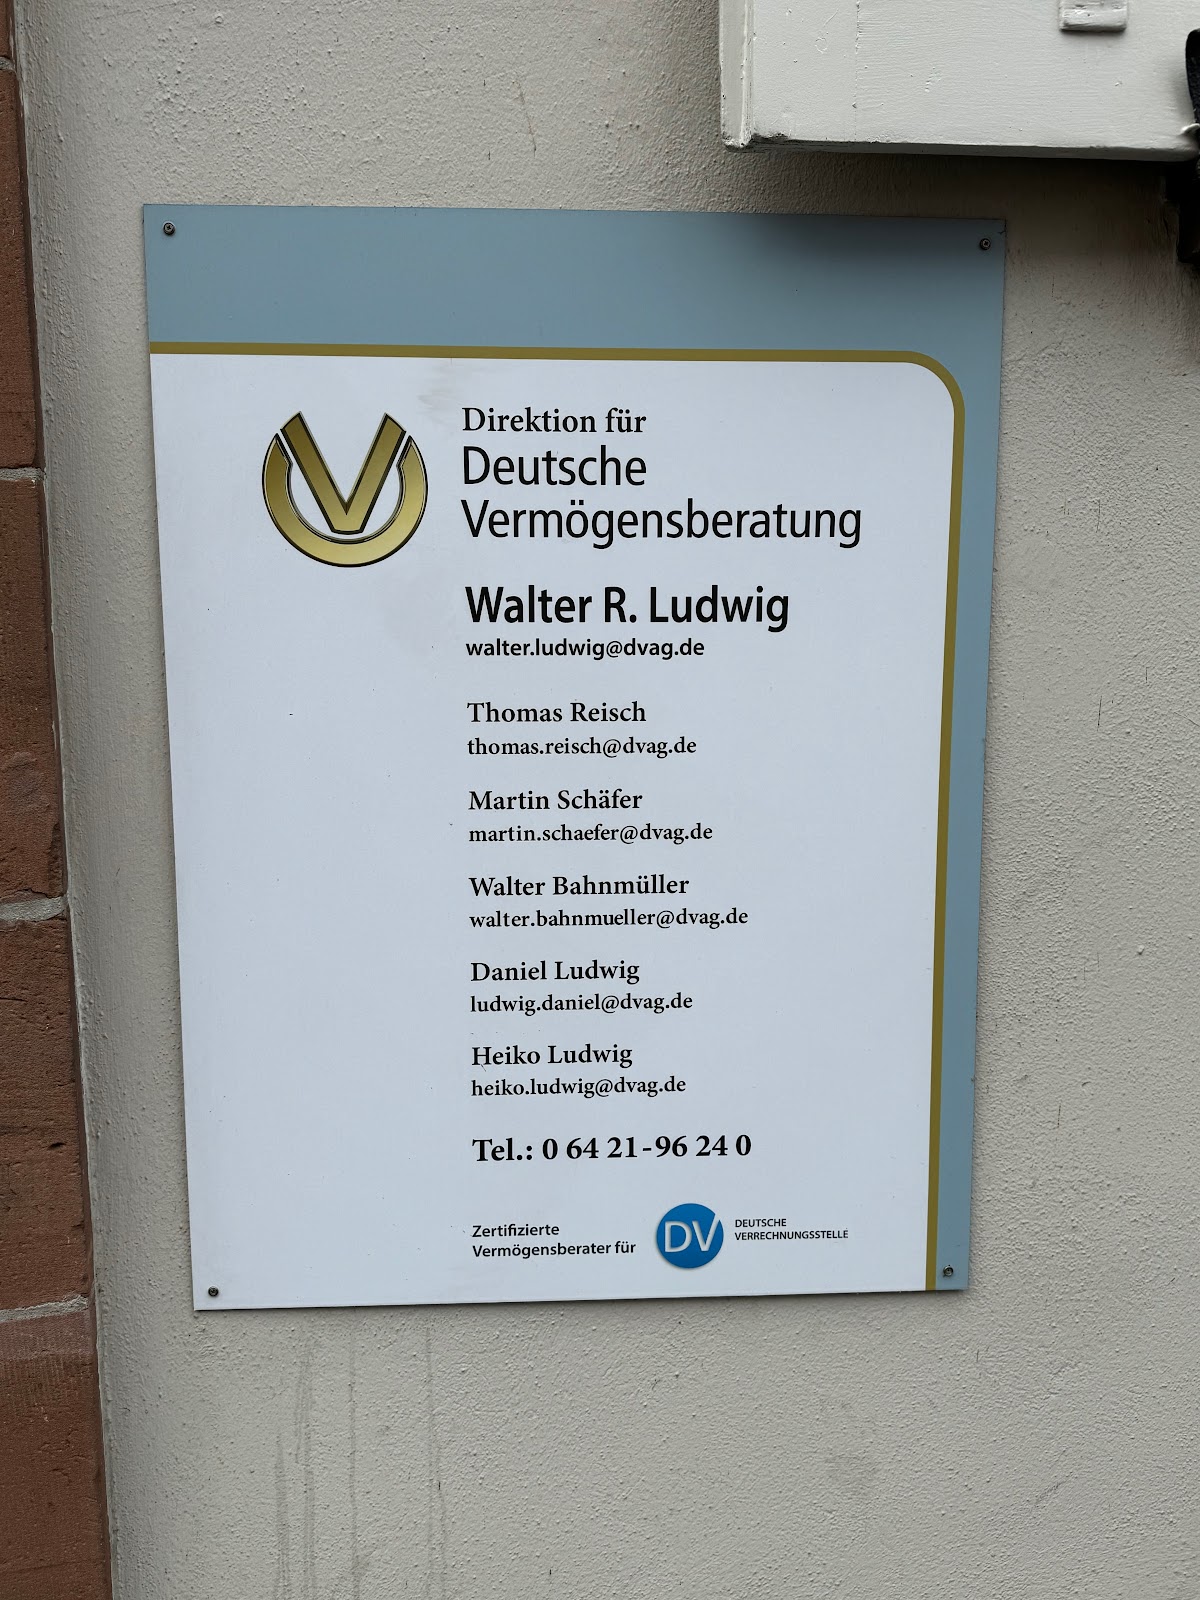 Direktion für
Deutsche
Vermögensberatung
Walter R. Ludwig
walter.ludwig@dvag.de
Thomas Reisch
thomas.reisch@dvag.de
Martin Schäfer
martin.schaefer@dvag.de
Walter Bahnmüller
walter.bahnmueller@dvag.de
Daniel Ludwig
ludwig.daniel@dvag.de
Heiko Ludwig
heiko.ludwig@dvag.de
Tel.: 0 64 21-96 24 0
Zertifizierte
Vermögensberater für
DV
DEUTSCHE
VERRECHNUNGSSTELLE